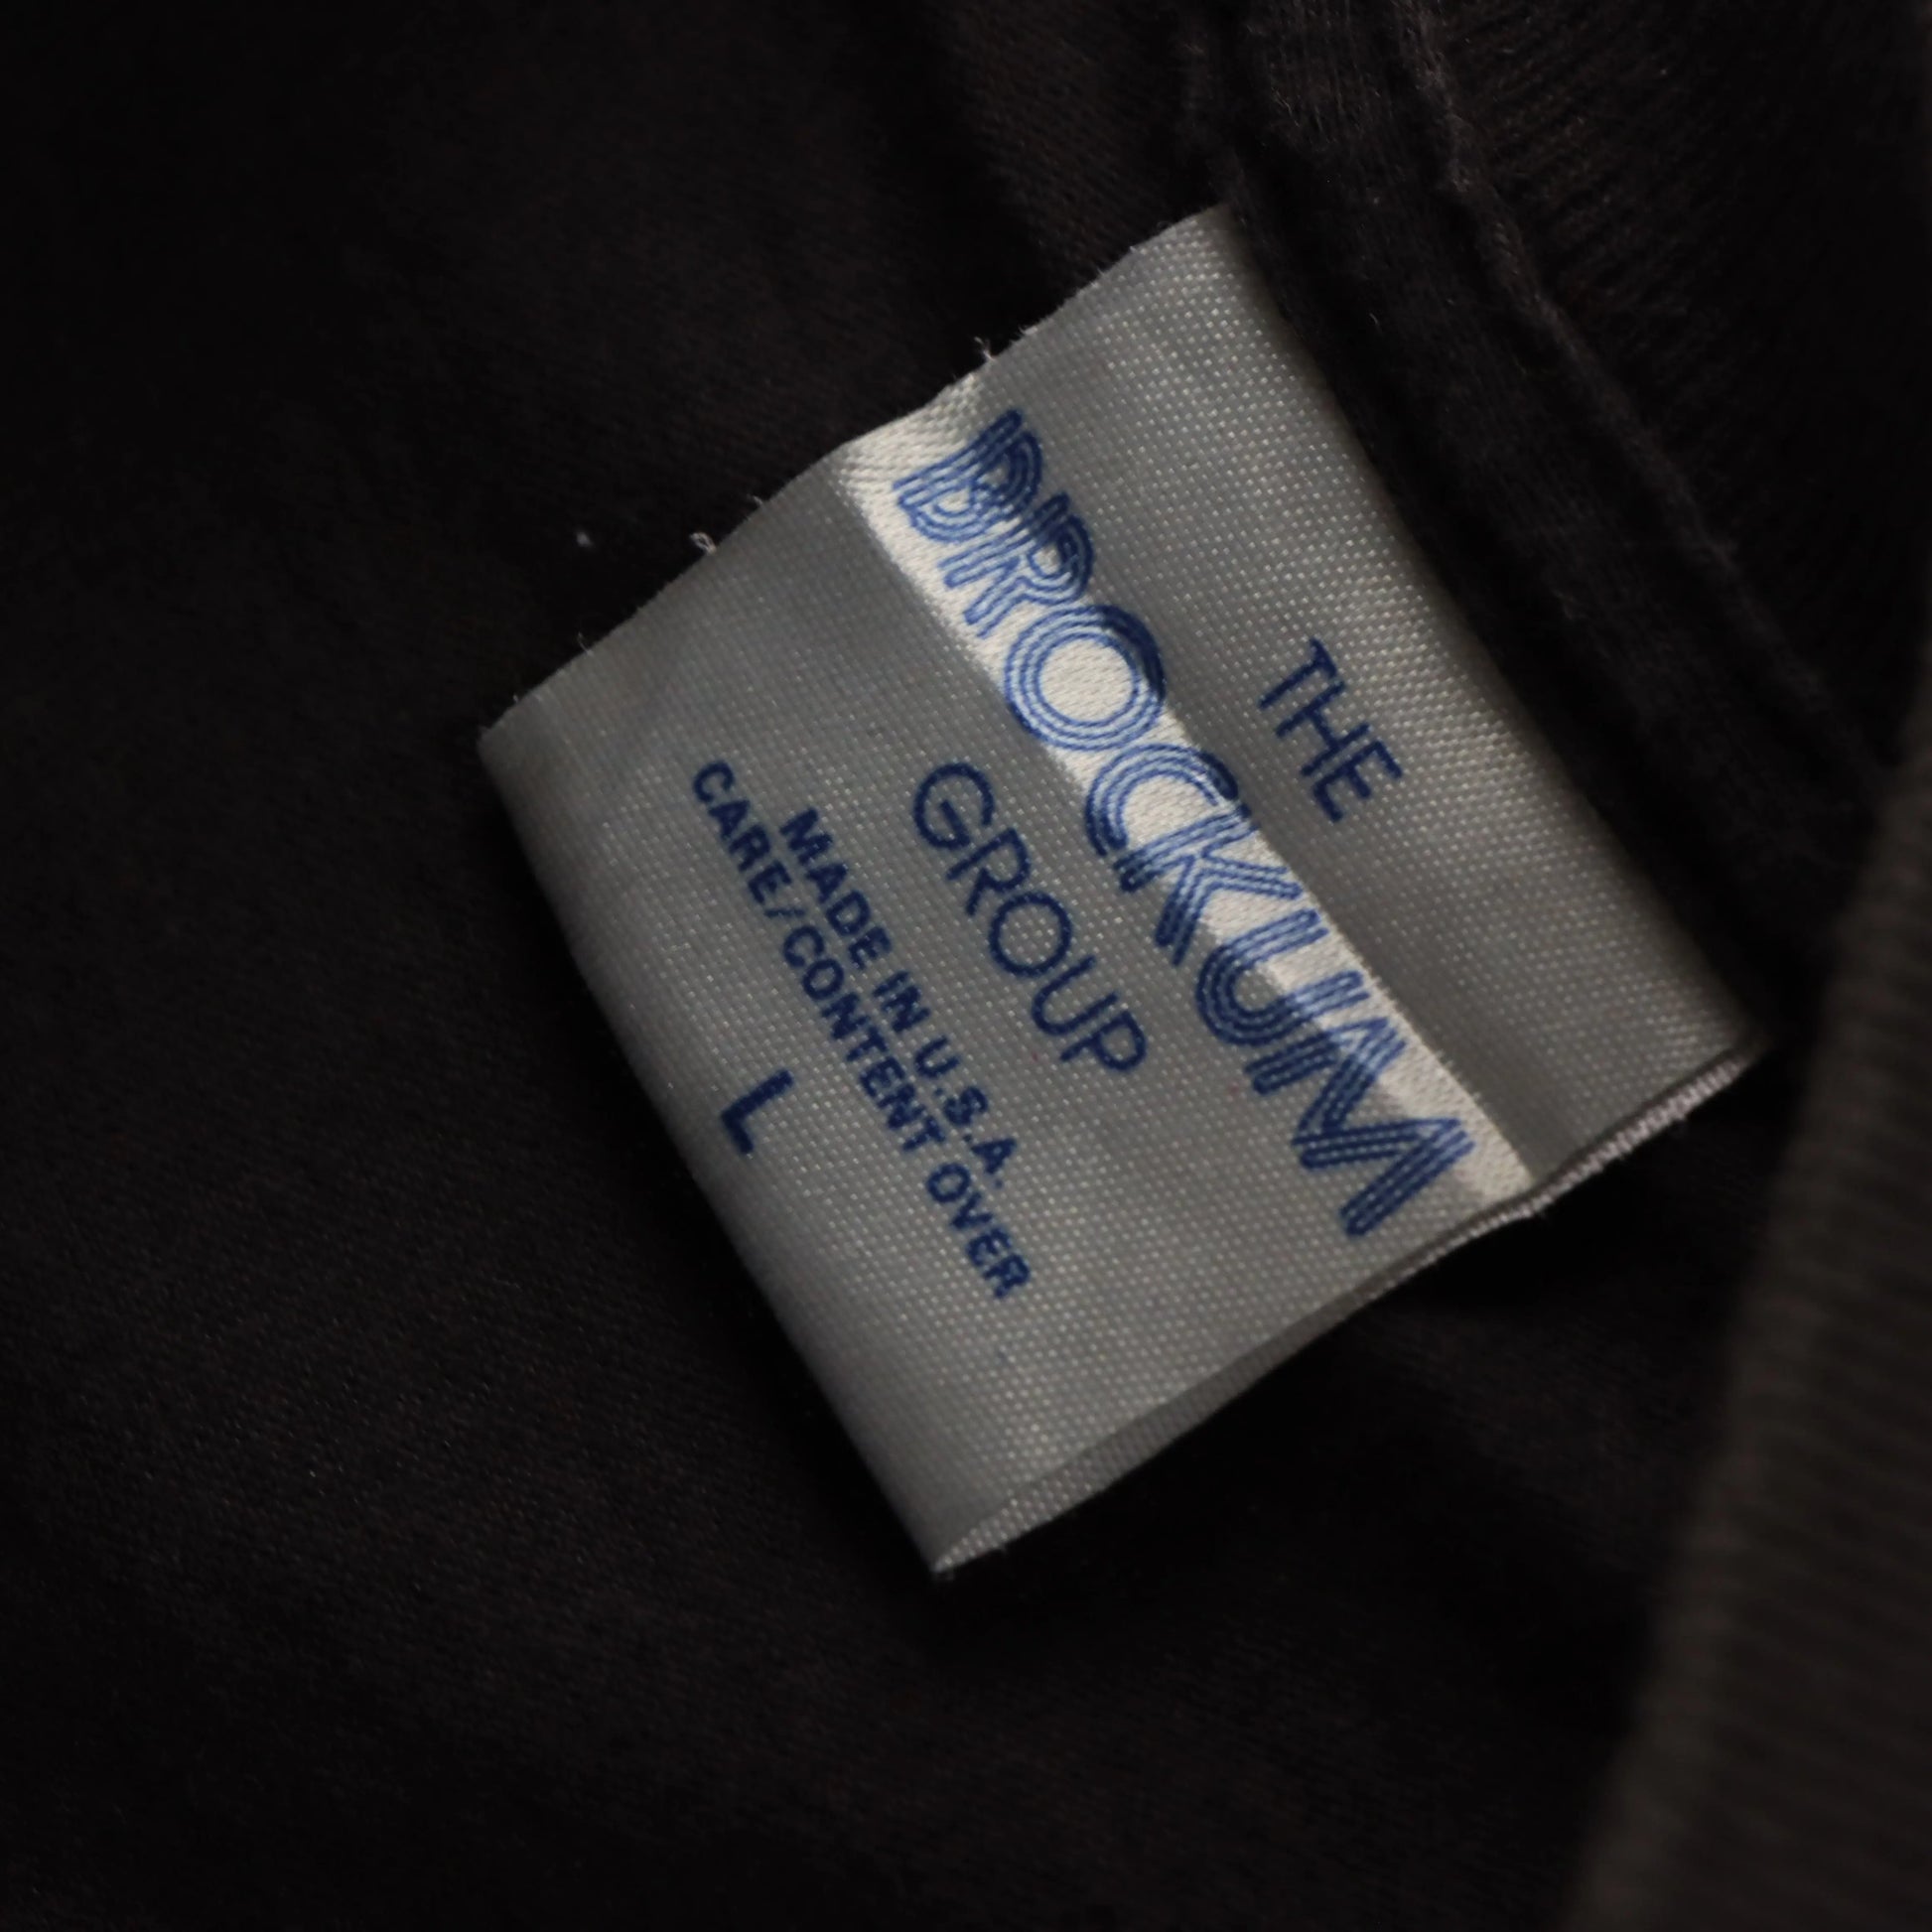 THE
BROCKUM
GROUP
MADE IN U.S.A.
CARE/CONTENT OVER
L